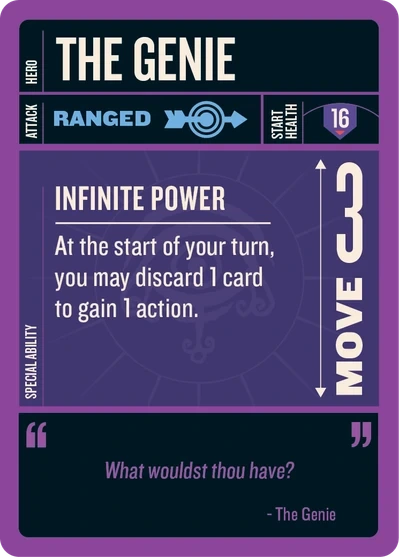 HERO
THE GENIE
ATTACK
RANGED
START
HEALTH
16
SPECIAL ABILITY
INFINITE POWER
At the start of your turn,
you may discard 1 card
to gain 1 action.
MOVE 3
“ ”
What wouldst thou have?
- The Genie